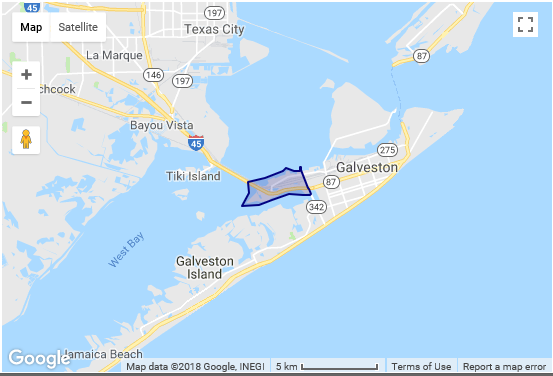 45
197
Map
Satellite
Texas City
La Marque
87
146
197
chcock
Bayou Vista
45
275
Tiki Island
Galveston
87
342
West Bay
Galveston
Island
Google
Jamaica Beach
Map data ©2018 Google, INEGI
5 km
Terms of Use
Report a map error